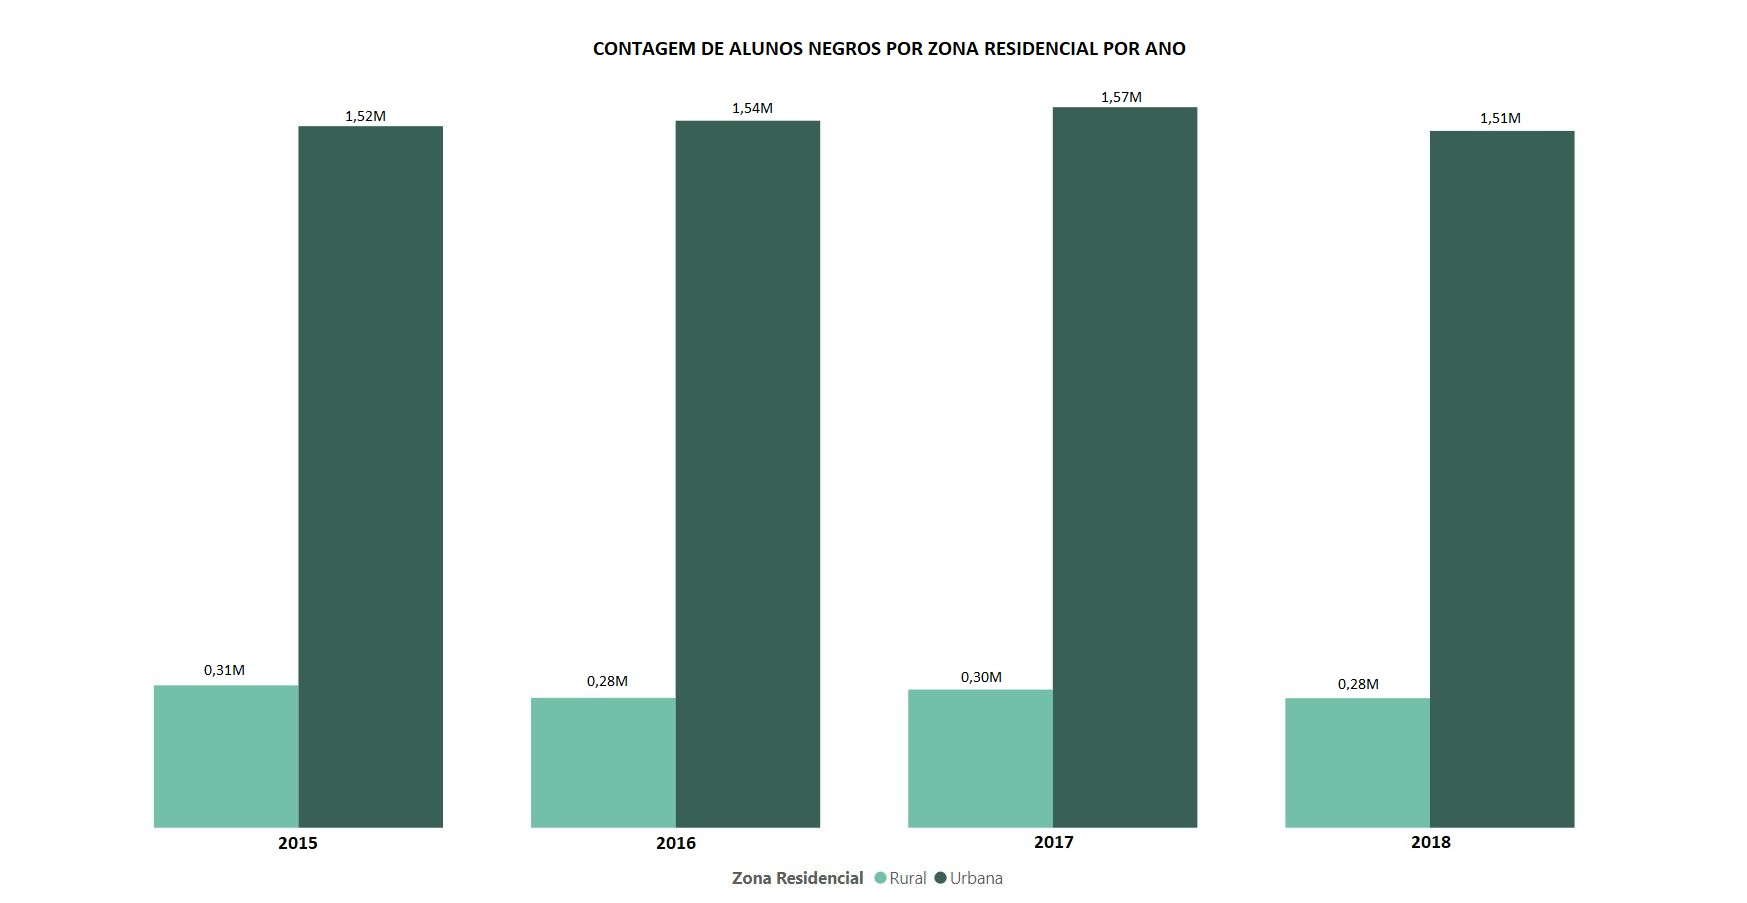 CONTAGEM DE ALUNOS NEGROS POR ZONA RESIDENCIAL POR ANO
1,52M
1,54M
1,57M
1,51M
0,31M
0,28M
0,30M
0,28M
2015
2016
2017
2018
Zona Residencial Rural Urbana